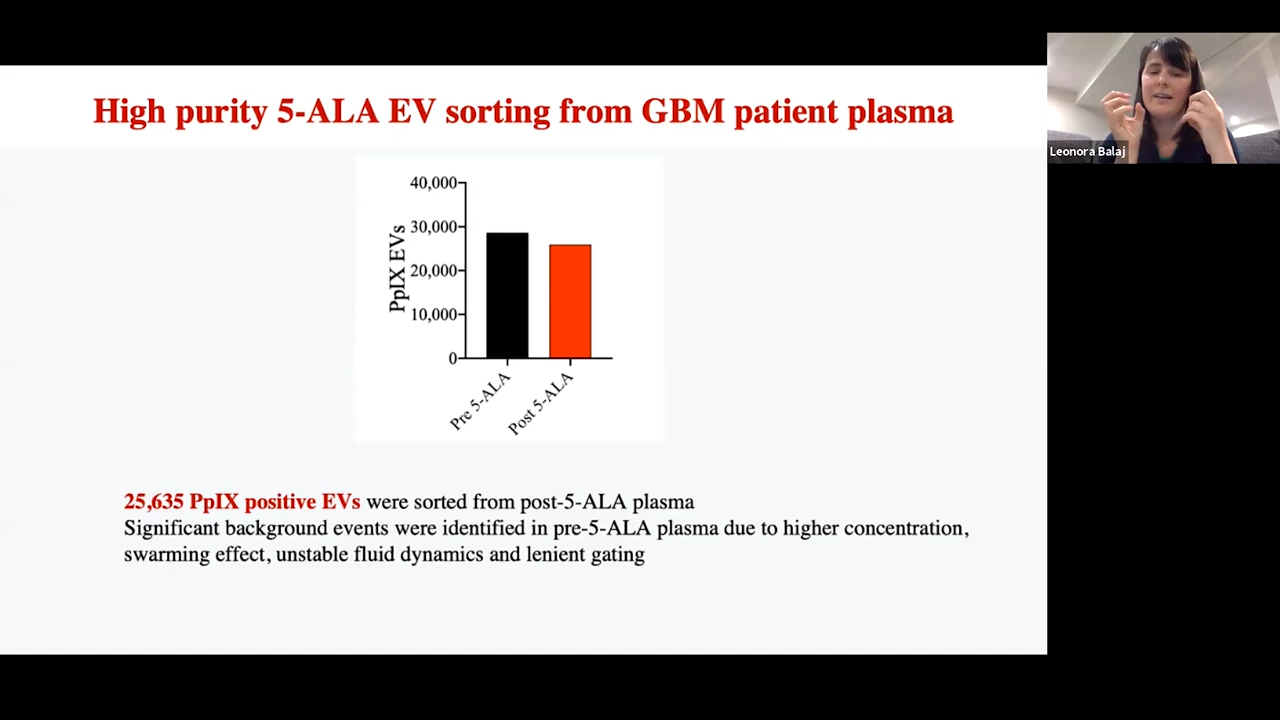 High purity 5-ALA EV sorting from GBM patient plasma
Leonora Balaj
40,000
30,000
20,000
10,000
0
PpIX EVs
Pre 5-ALA
Post 5-ALA
25,635 PpIX positive EVs were sorted from post-5-ALA plasma
Significant background events were identified in pre-5-ALA plasma due to higher concentration,
swarming effect, unstable fluid dynamics and lenient gating